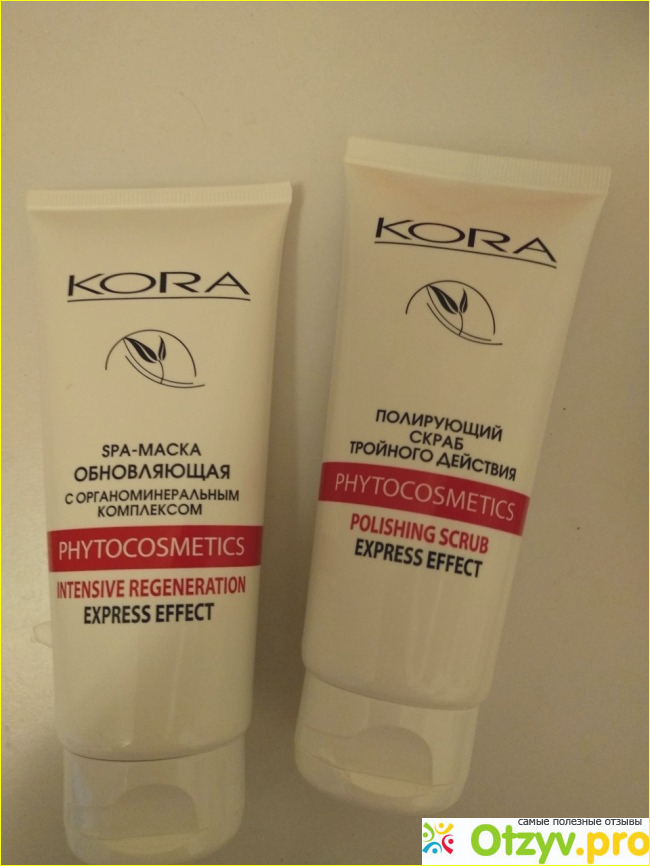 KORA
SPA-МАСКА
ОБНОВЛЯЮЩАЯ
С ОРГАНОМИНЕРАЛЬНЫМ
КОМПЛЕКСОМ
PHYTOCOSMETICS
INTENSIVE REGENERATION
EXPRESS EFFECT
KORA
ПОЛИРУЮЩИЙ
СКРАБ
ТРОЙНОГО ДЕЙСТВИЯ
PHYTOCOSMETICS
POLISHING SCRUB
EXPRESS EFFECT
самые полезные отзывы
Otzyv.pro